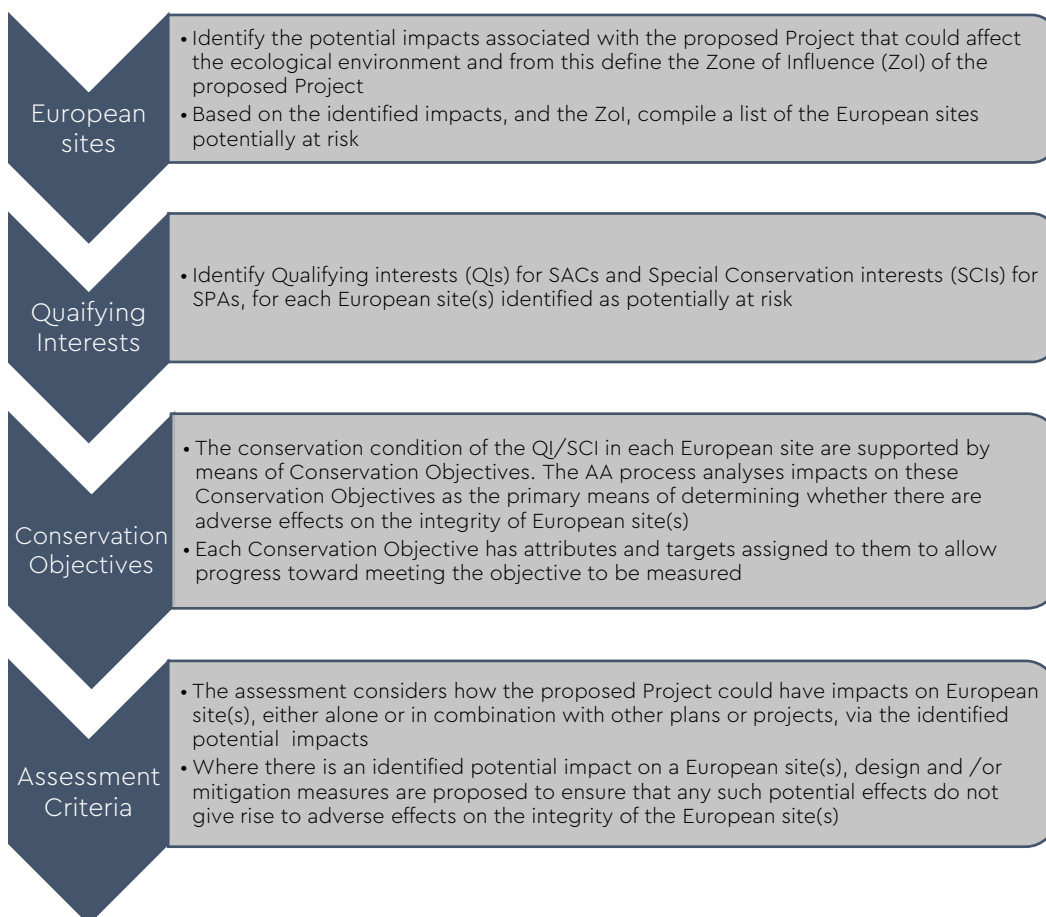 European
sites
• Identify the potential impacts associated with the proposed Project that could affect
the ecological environment and from this define the Zone of Influence (ZoI) of the
proposed Project
• Based on the identified impacts, and the ZoI, compile a list of the European sites
potentially at risk
Quaifying
Interests
• Identify Qualifying interests (QIs) for SACs and Special Conservation interests (SCIs) for
SPAs, for each European site(s) identified as potentially at risk
Conservation
Objectives
• The conservation condition of the QI/SCI in each European site are supported by
means of Conservation Objectives. The AA process analyses impacts on these
Conservation Objectives as the primary means of determining whether there are
adverse effects on the integrity of European site(s)
• Each Conservation Objective has attributes and targets assigned to them to allow
progress toward meeting the objective to be measured
Assessment
Criteria
• The assessment considers how the proposed Project could have impacts on European
site(s), either alone or in combination with other plans or projects, via the identified
potential impacts
• Where there is an identified potential impact on a European site(s), design and /or
mitigation measures are proposed to ensure that any such potential effects do not
give rise to adverse effects on the integrity of the European site(s)